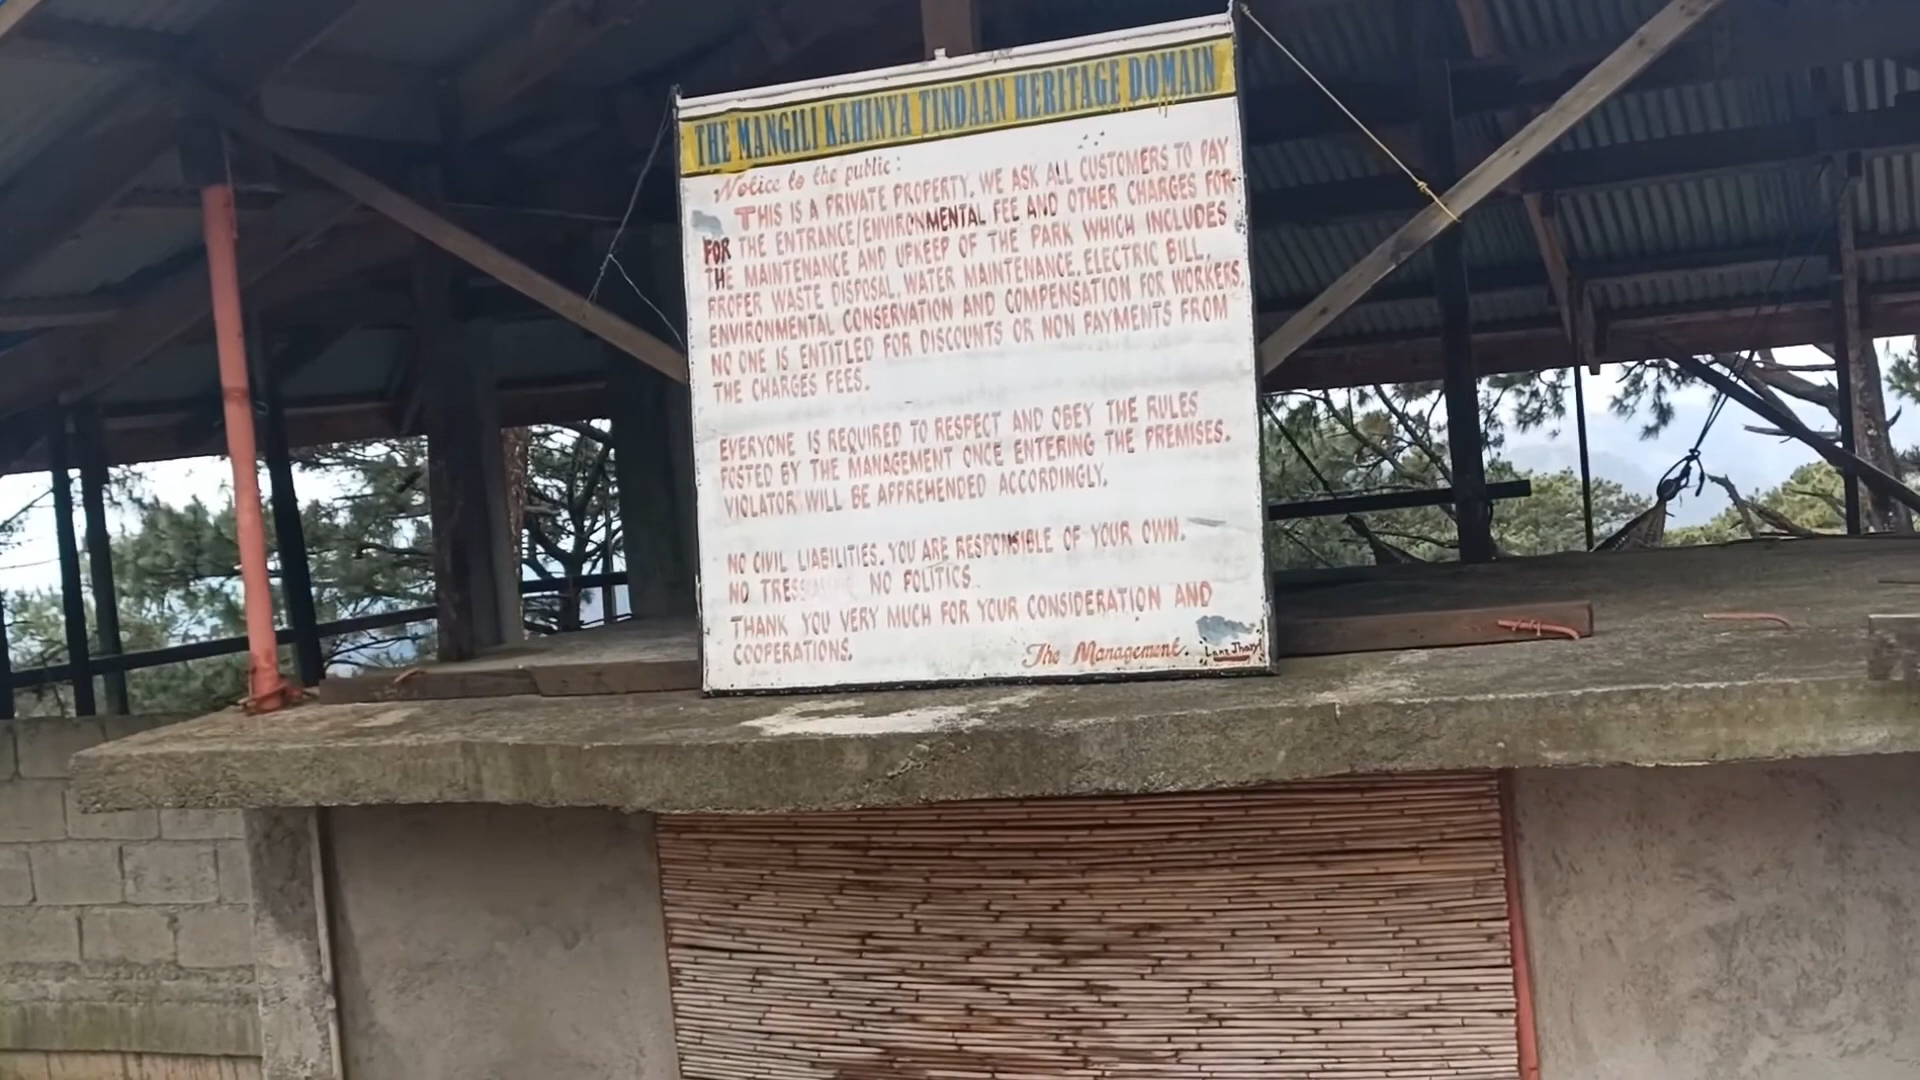 THE MANGILI KAHINYA TINDAAN HERITAGE DOMAIN
Notice to the public:
THIS IS A PRIVATE PROPERTY. WE ASK ALL CUSTOMERS TO PAY
FOR THE ENTRANCE/ENVIRONMENTAL FEE AND OTHER CHARGES FOR
THE MAINTENANCE AND UPKEEP OF THE PARK WHICH INCLUDES
PROPER WASTE DISPOSAL, WATER MAINTENANCE, ELECTRIC BILL,
ENVIRONMENTAL CONSERVATION AND COMPENSATION FOR WORKERS.
NO ONE IS ENTITLED FOR DISCOUNTS OR NON PAYMENTS FROM
THE CHARGES FEES.
EVERYONE IS REQUIRED TO RESPECT AND OBEY THE RULES
POSTED BY THE MANAGEMENT ONCE ENTERING THE PREMISES.
VIOLATOR WILL BE APPREHENDED ACCORDINGLY.
NO CIVIL LIABILITIES. YOU ARE RESPONSIBLE OF YOUR OWN.
NO NO POLITICS
THANK YOU VERY MUCH FOR YOUR CONSIDERATION AND
COOPERATIONS.
The Management.